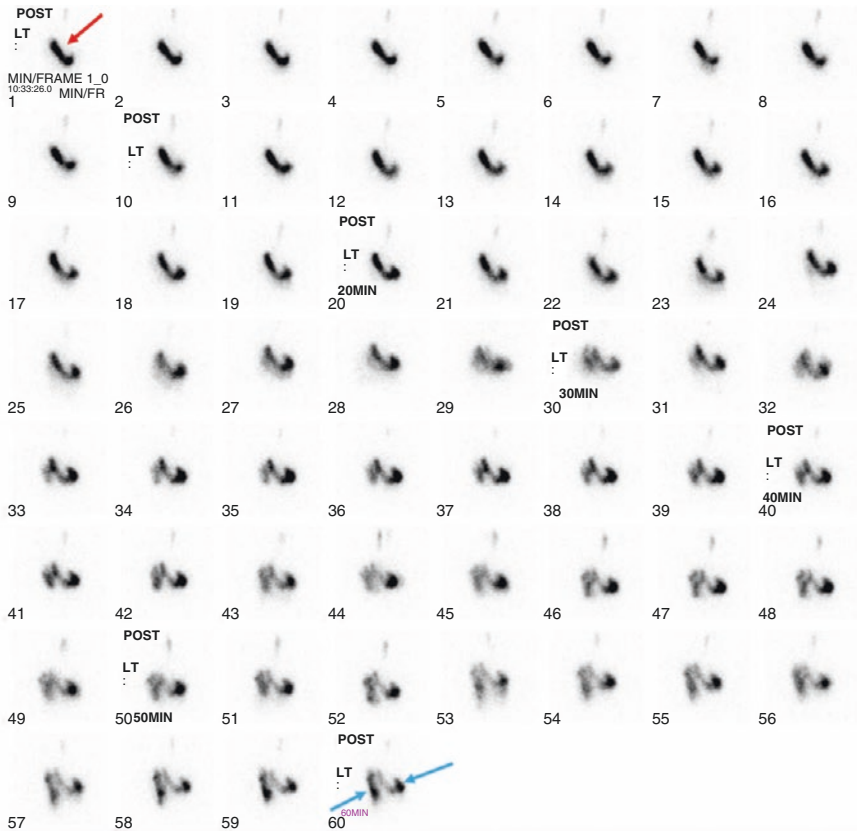 POST
LT
:
MIN/FRAME 1_0
10:33:26.0 MIN/FR
1 2 3 4 5 6 7 8
POST
LT
:
9 10 11 12 13 14 15 16
POST
LT
:
20MIN
17 18 19 20 21 22 23 24
POST
LT
:
30MIN
25 26 27 28 29 30 31 32
POST
LT
:
40MIN
33 34 35 36 37 38 39 40
41 42 43 44 45 46 47 48
POST
LT
:
49 50 50MIN 51 52 53 54 55 56
POST
LT
:
60MIN
57 58 59 60